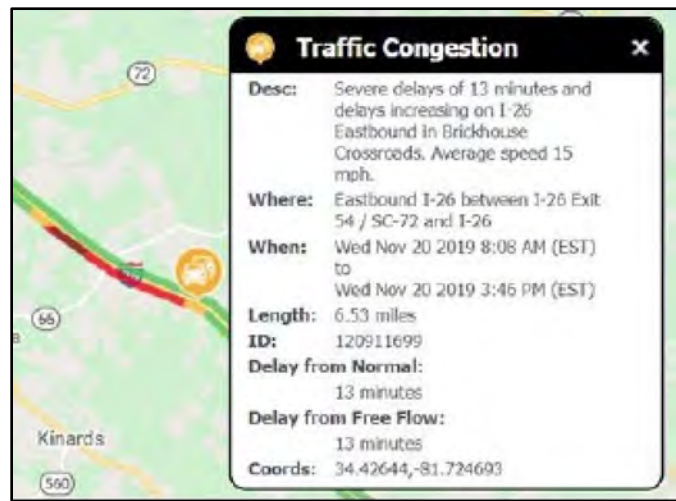 Traffic Congestion ×
72
Desc: Severe delays of 13 minutes and
delays increasing on I-26
Eastbound in Brickhouse
Crossroads. Average speed 15
mph.
Where: Eastbound I-26 between I-26 Exit
54 / SC-72 and I-26
When: Wed Nov 20 2019 8:08 AM (EST)
to
Wed Nov 20 2019 3:46 PM (EST)
66
Length: 6.53 miles
ID: 120911699
Delay from Normal:
13 minutes
Delay from Free Flow:
13 minutes
Kinards
Coords: 34.42644,-81.724693
560